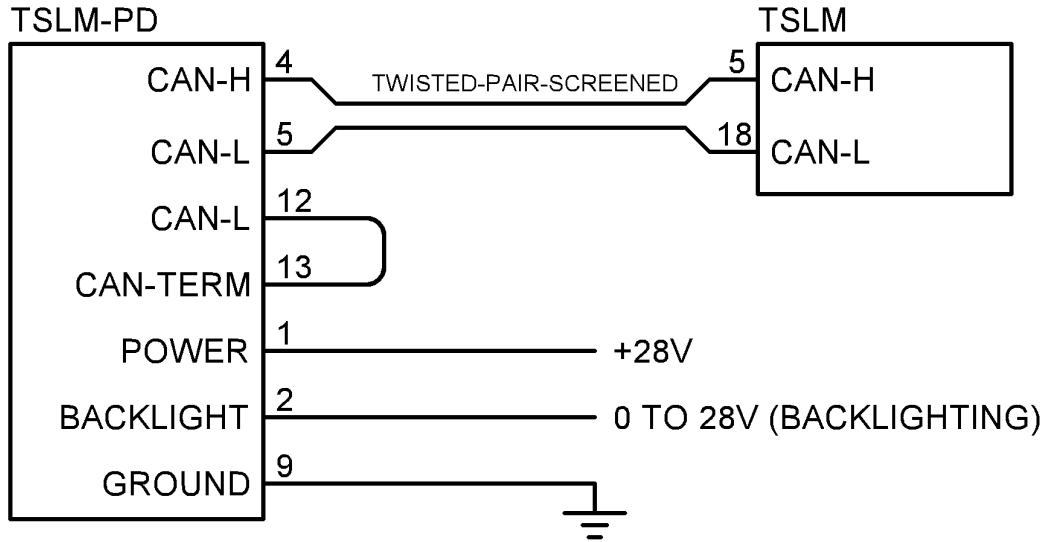 TSLM-PD TSLM
CAN-H 4 TWISTED-PAIR-SCREENED 5 CAN-H
CAN-L 5 18 CAN-L
CAN-L 12
CAN-TERM 13
POWER 1 +28V
BACKLIGHT 2 0 TO 28V (BACKLIGHTING)
GROUND 9